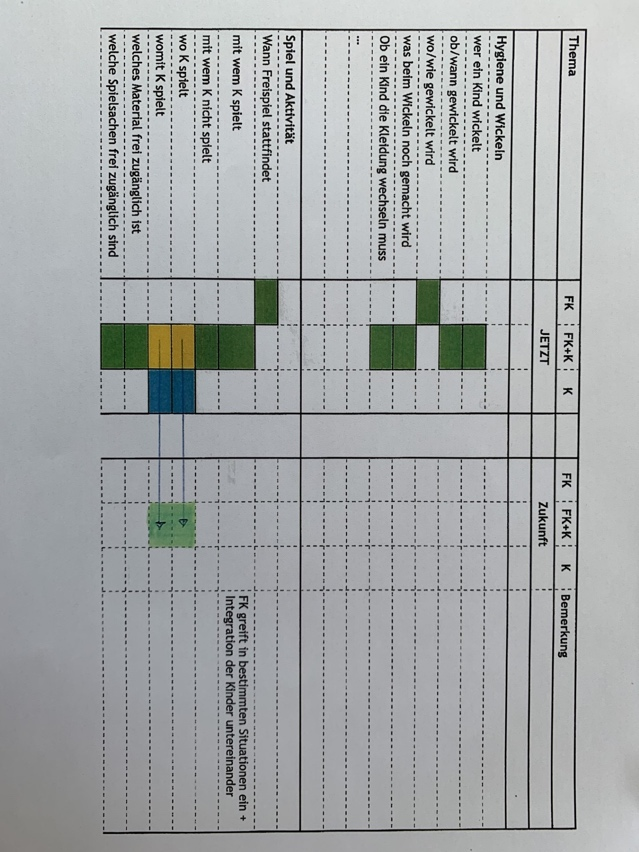 Thema FK FK+K K FK FK+K K Bemerkung
JETZT Zukunft
Hygiene und Wickeln
wer ein Kind wickelt
ob/wann gewickelt wird
wo/wie gewickelt wird
was beim Wickeln noch gemacht wird
Ob ein Kind die Kleidung wechseln muss
...
Spiel und Aktivität
Wann Freispiel stattfindet
mit wem K spielt FK greift in bestimmten Situationen ein +
Integration der Kinder untereinander
mit wem K nicht spielt
wo K spielt
womit K spielt
welches Material frei zugänglich ist
welche Spielsachen frei zugänglich sind